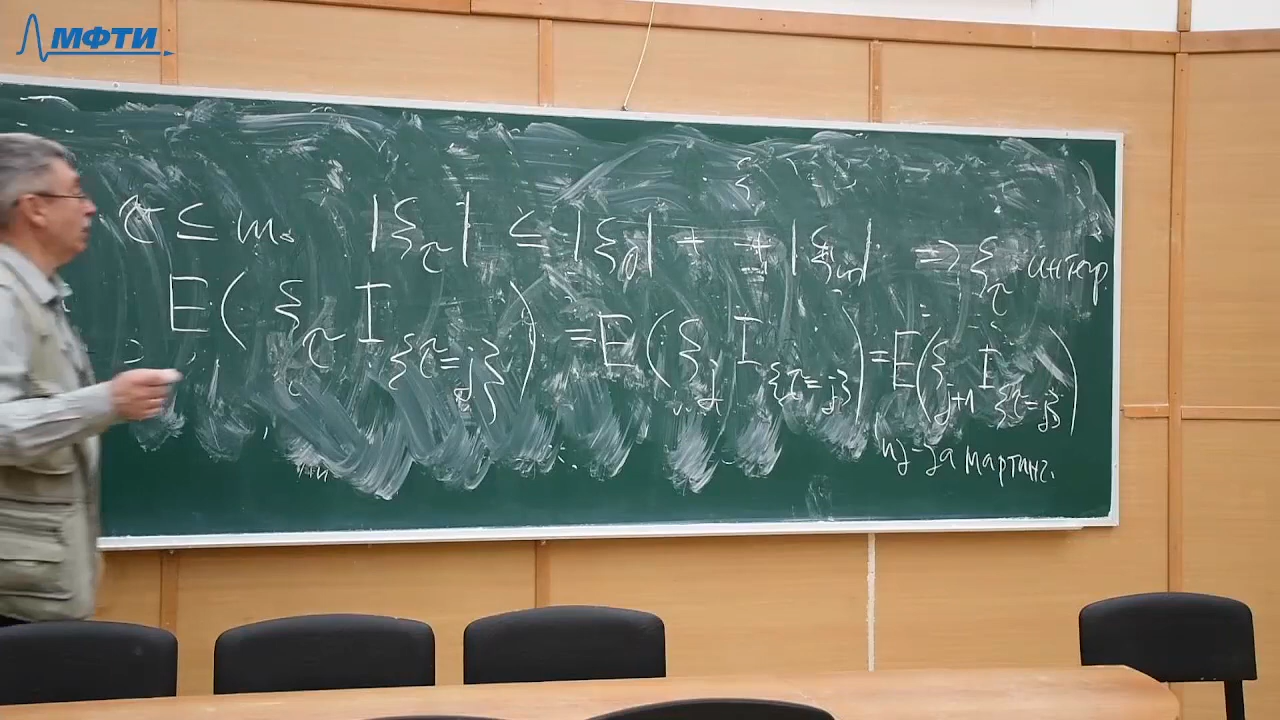 МФТИ
τ ≤ m. |ξ_τ| ≤ |ξ_0| + + |ξ_m| ⇒ ξ_τ интегр.
E(ξ_τ I_{τ=j}) = E(ξ_j I_{τ=j}) = E(ξ_{j+1} I_{τ=j})
(из-за мартинг.